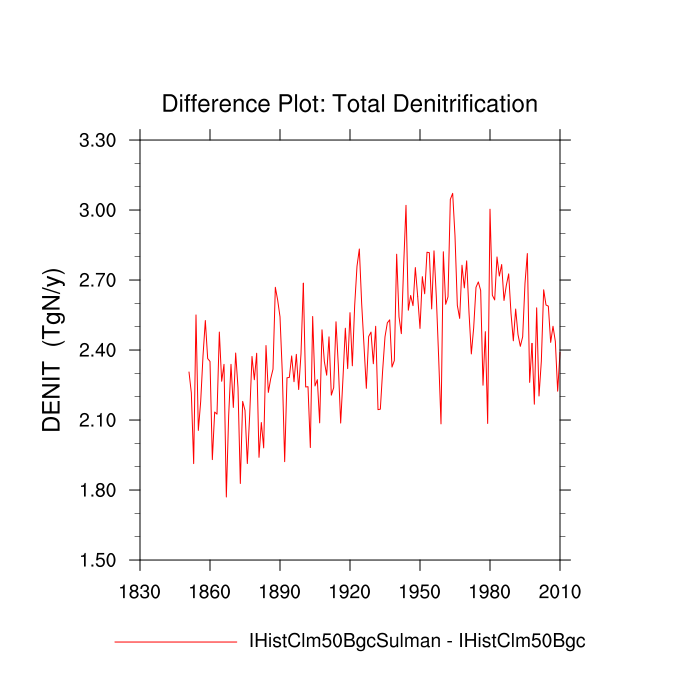 Difference Plot: Total Denitrification
3.30
3.00
2.70
2.40
2.10
1.80
1.50
DENIT (TgN/y)
1830 1860 1890 1920 1950 1980 2010
IHistClm50BgcSulman - IHistClm50Bgc